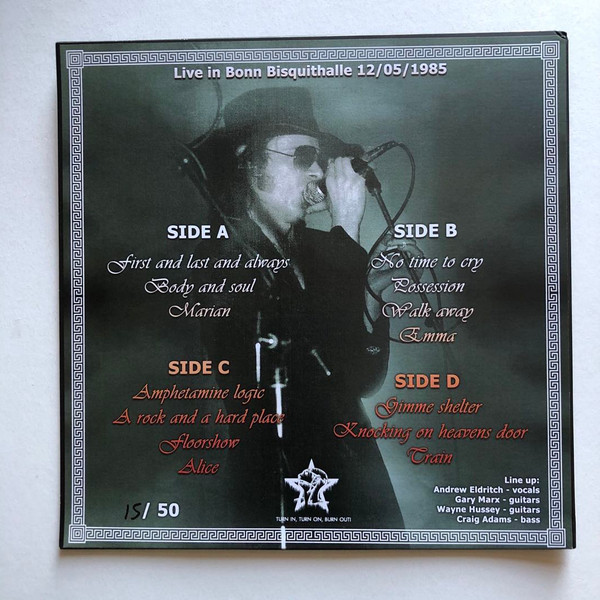 Live in Bonn Bisquithalle 12/05/1985
SIDE A
First and last and always
Body and soul
Marian
SIDE B
No time to cry
Possession
Walk away
Emma
SIDE C
Amphetamine logic
A rock and a hard place
Floorshow
Alice
SIDE D
Gimme shelter
Knocking on heavens door
Train
Line up:
Andrew Eldritch - vocals
Gary Marx - guitars
Wayne Hussey - guitars
Craig Adams - bass
15/ 50
TURN IN, TURN ON, BURN OUT!